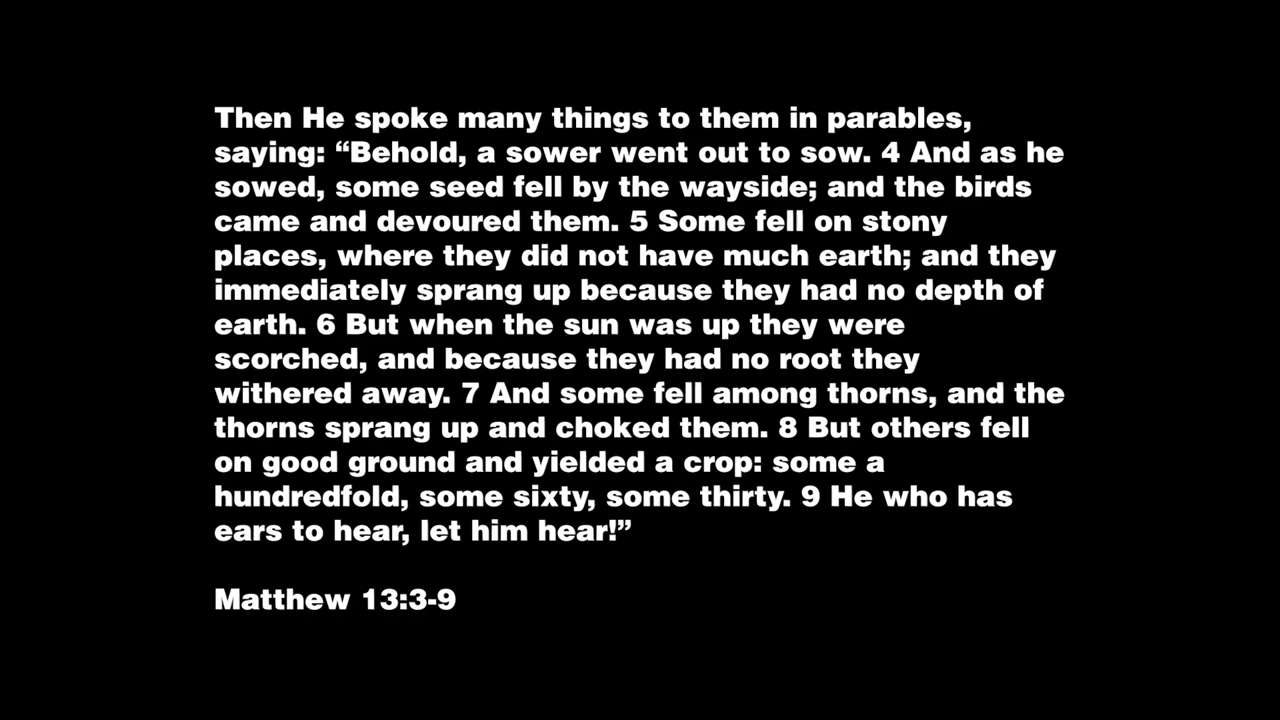 Then He spoke many things to them in parables,
saying: “Behold, a sower went out to sow. 4 And as he
sowed, some seed fell by the wayside; and the birds
came and devoured them. 5 Some fell on stony
places, where they did not have much earth; and they
immediately sprang up because they had no depth of
earth. 6 But when the sun was up they were
scorched, and because they had no root they
withered away. 7 And some fell among thorns, and the
thorns sprang up and choked them. 8 But others fell
on good ground and yielded a crop: some a
hundredfold, some sixty, some thirty. 9 He who has
ears to hear, let him hear!”
Matthew 13:3-9